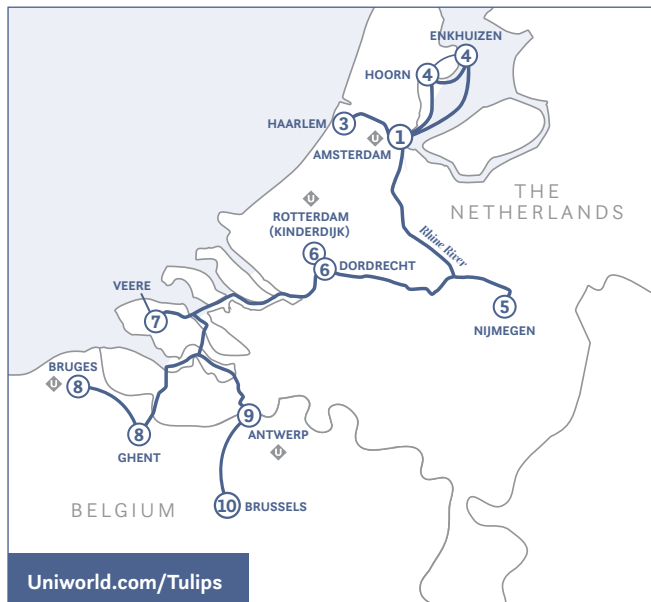 ENKHUIZEN
4
HOORN
4
HAARLEM
3
U
1
AMSTERDAM
THE
NETHERLANDS
U
ROTTERDAM
(KINDERDIJK)
Rhine River
6
6
DORDRECHT
VEERE
7
5
NIJMEGEN
BRUGES
U
8
8
GHENT
9
ANTWERP
U
BELGIUM
10
BRUSSELS
Uniworld.com/Tulips